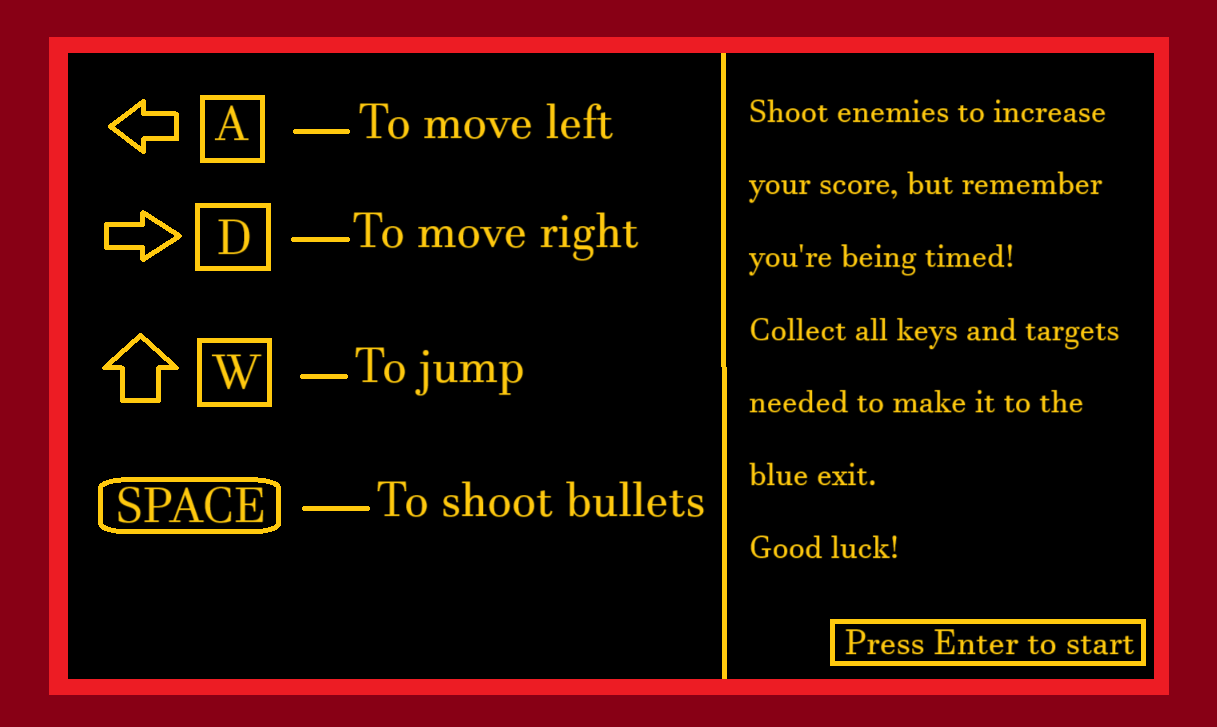 A — To move left
D — To move right
W — To jump
SPACE — To shoot bullets
Shoot enemies to increase
your score, but remember
you're being timed!
Collect all keys and targets
needed to make it to the
blue exit.
Good luck!
Press Enter to start